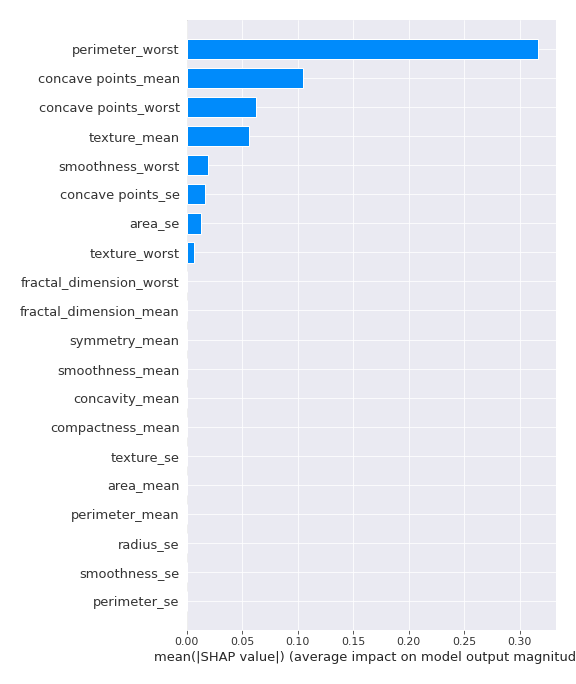 perimeter_worst
concave points_mean
concave points_worst
texture_mean
smoothness_worst
concave points_se
area_se
texture_worst
fractal_dimension_worst
fractal_dimension_mean
symmetry_mean
smoothness_mean
concavity_mean
compactness_mean
texture_se
area_mean
perimeter_mean
radius_se
smoothness_se
perimeter_se
0.00 0.05 0.10 0.15 0.20 0.25 0.30
mean(|SHAP value|) (average impact on model output magnitud